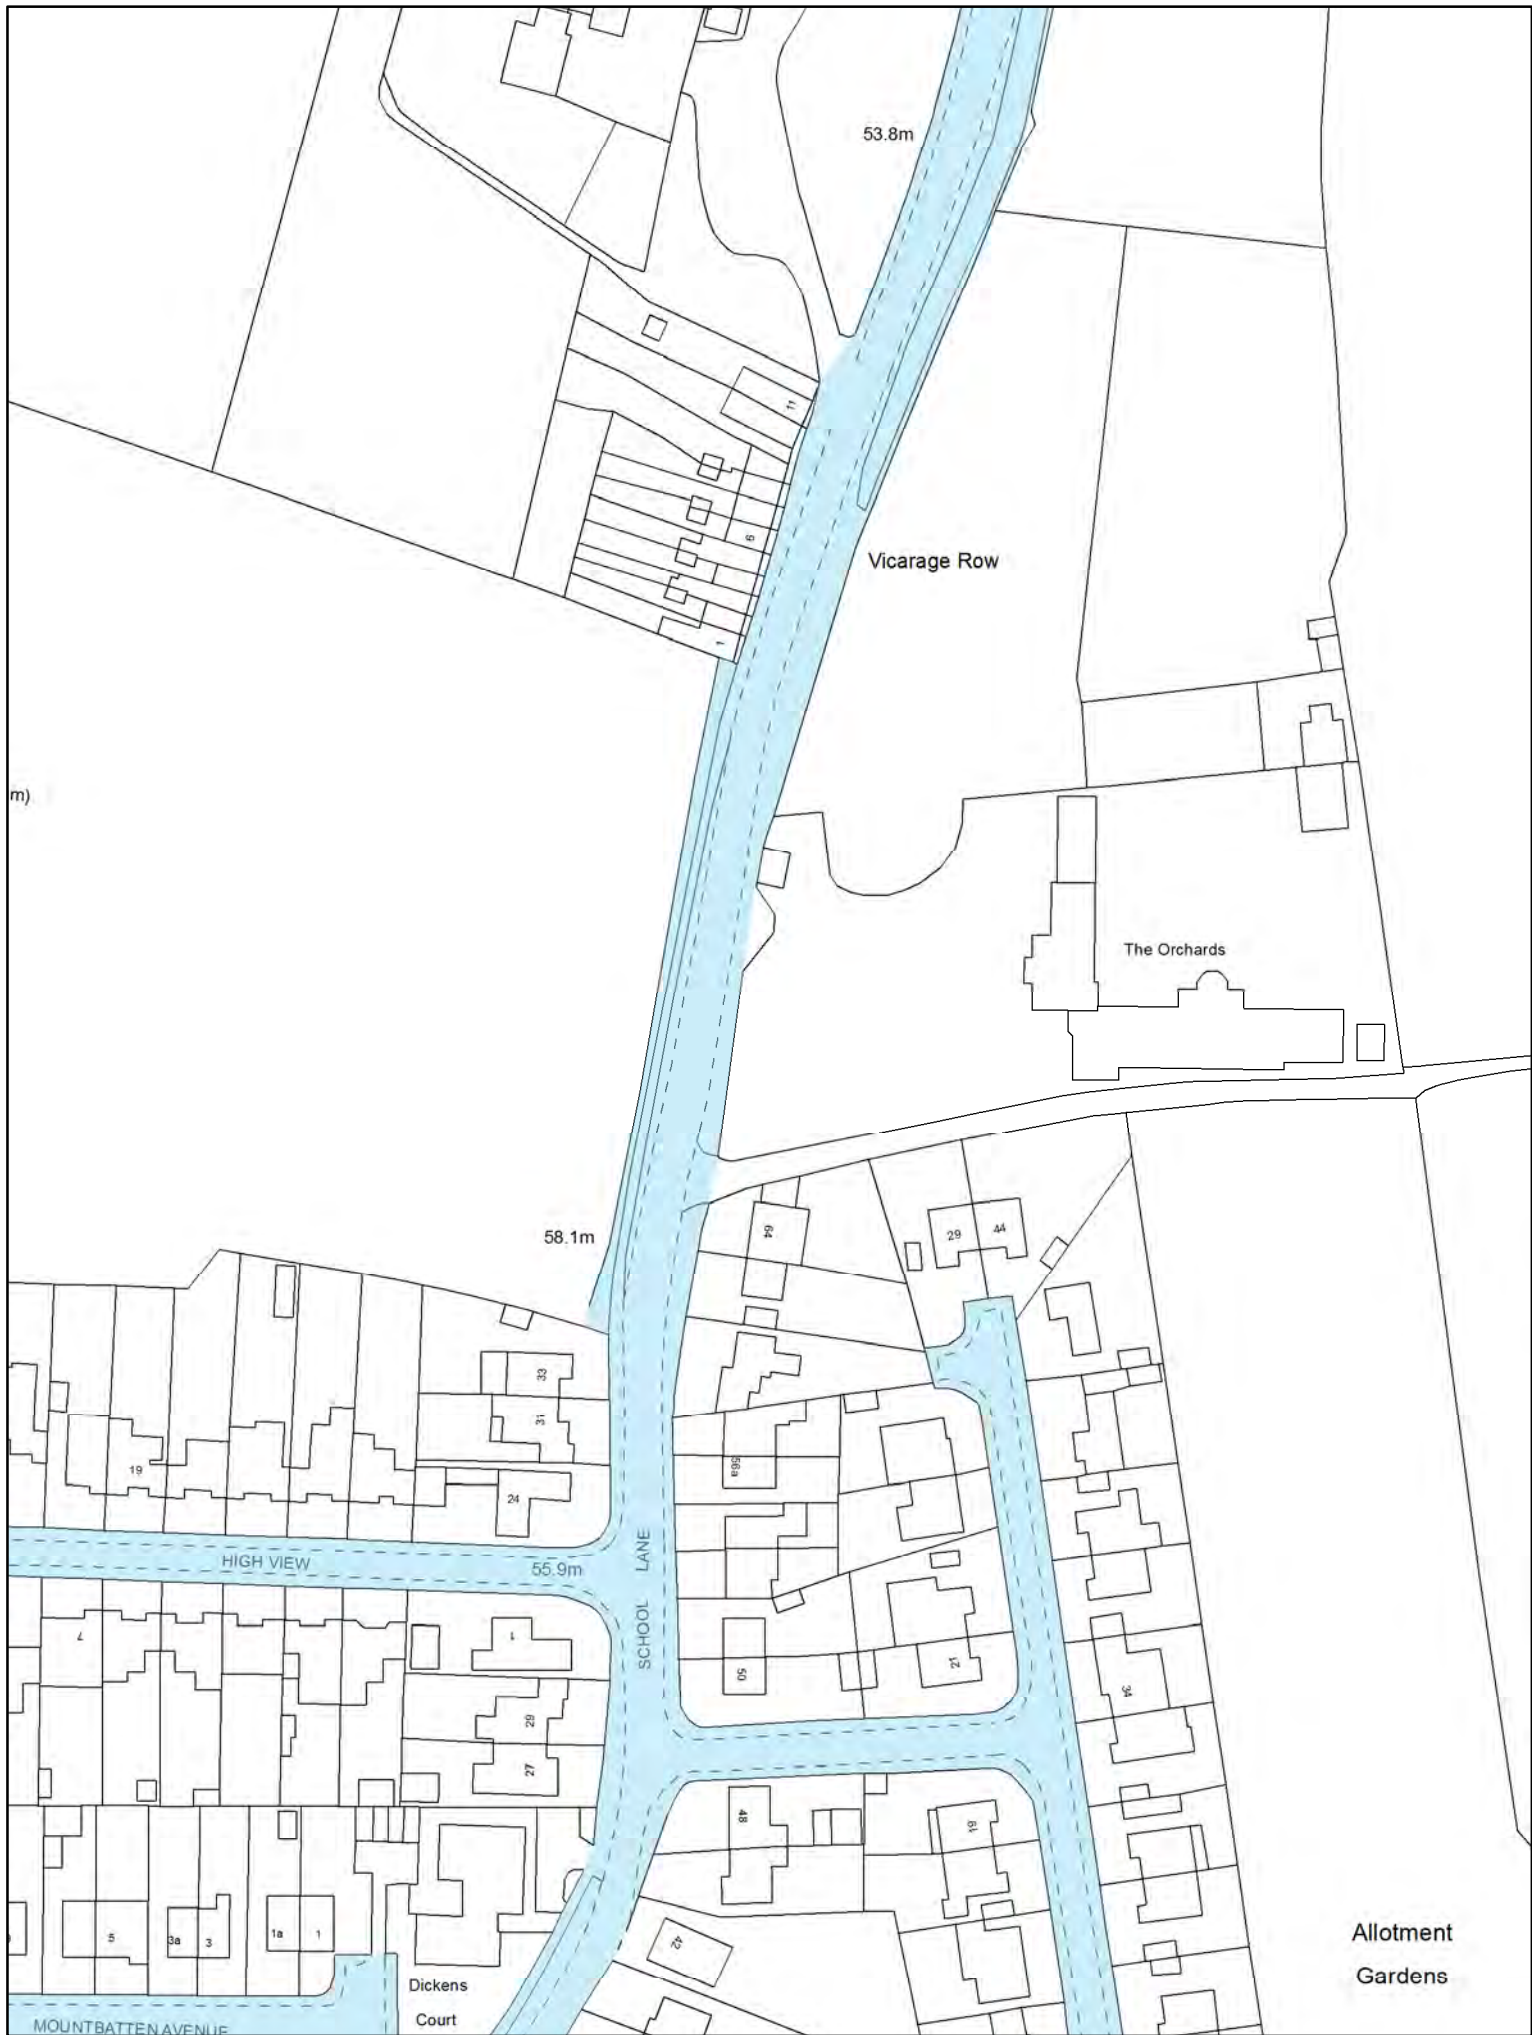 53.8m
11
6
Vicarage Row
1
m)
The Orchards
64
29
44
58.1m
33
31
56a
19
24
SCHOOL LANE
HIGH VIEW
55.9m
7
1
50
21
34
29
27
48
19
42
5
3a
3
1a
1
Dickens
Court
Allotment
Gardens
MOUNTBATTEN AVENUE